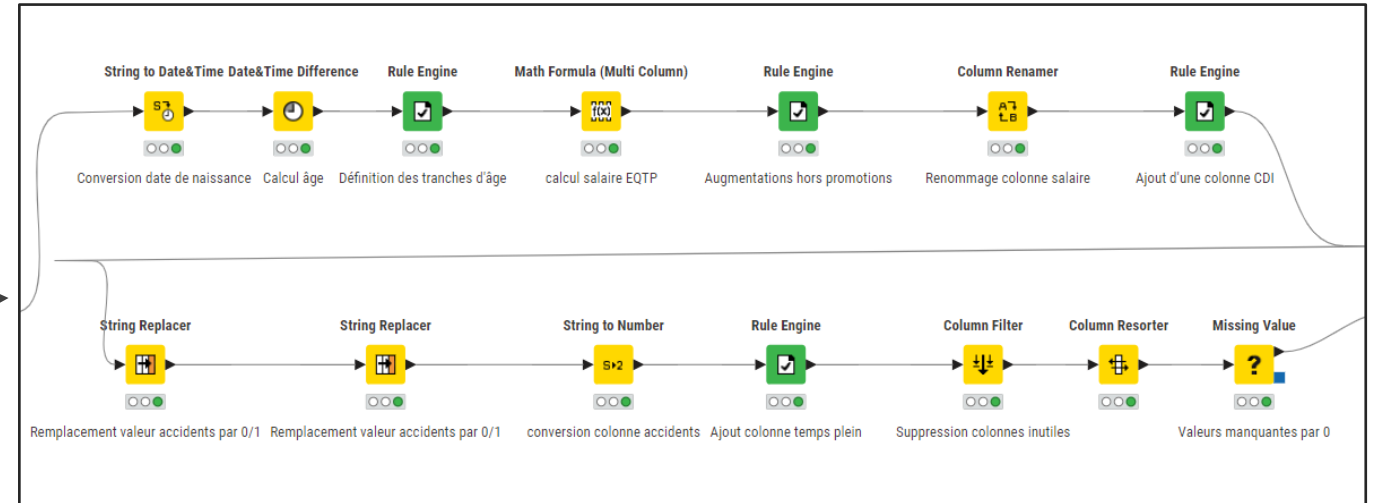 String to Date&Time Date&Time Difference Rule Engine Math Formula (Multi Column) Rule Engine Column Renamer Rule Engine
S
f(x)
A
B
Conversion date de naissance Calcul âge Définition des tranches d'âge calcul salaire EQTP Augmentations hors promotions Renommage colonne salaire Ajout d'une colonne CDI
String Replacer String Replacer String to Number Rule Engine Column Filter Column Resorter Missing Value
S 2 ?
Remplacement valeur accidents par 0/1 Remplacement valeur accidents par 0/1 conversion colonne accidents Ajout colonne temps plein Suppression colonnes inutiles Valeurs manquantes par 0